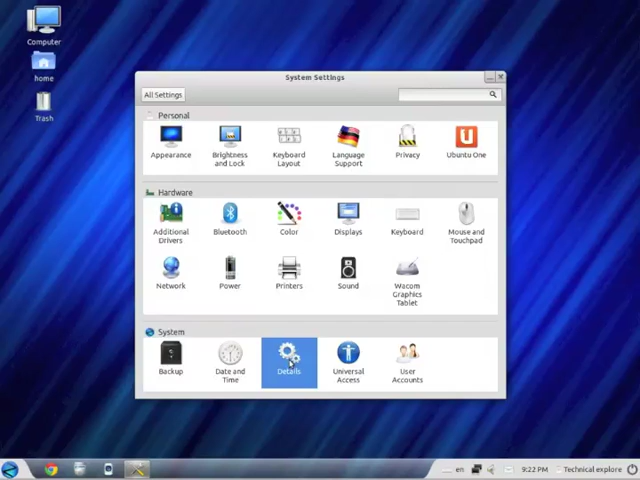 Computer
home
Trash
System Settings
All Settings
Personal
Appearance
Brightness
and Lock
Keyboard
Layout
Language
Support
Privacy
Ubuntu One
Hardware
Additional
Drivers
Bluetooth
Color
Displays
Keyboard
Mouse and
Touchpad
Network
Power
Printers
Sound
Wacom
Graphics
Tablet
System
Backup
Date and
Time
Details
Universal
Access
User
Accounts
en
9:22 PM
Technical explore